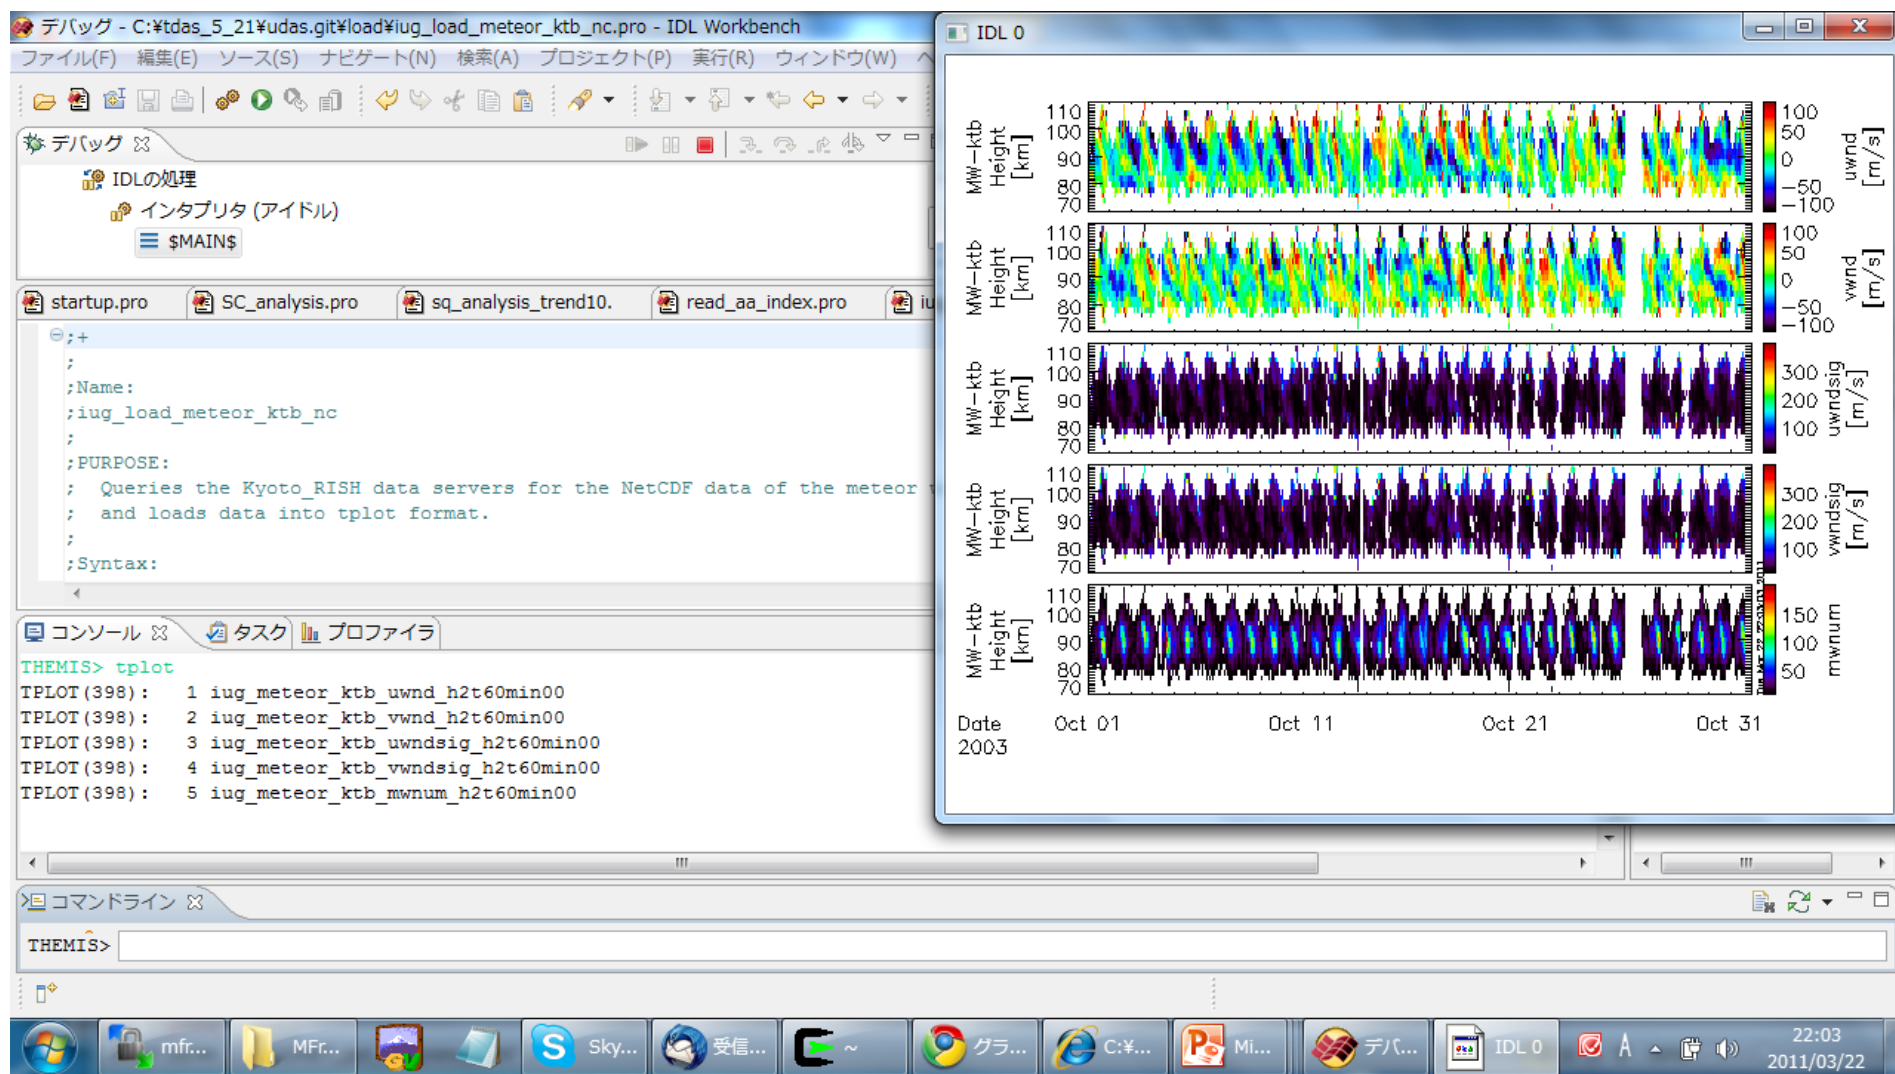 デバッグ - C:¥tdas_5_21¥udas.git¥load¥iug_load_meteor_ktb_nc.pro - IDL Workbench
ファイル(F) 編集(E) ソース(S) ナビゲート(N) 検索(A) プロジェクト(P) 実行(R) ウィンドウ(W)
デバッグ
IDLの処理
インタプリタ (アイドル)
$MAIN$
startup.pro SC_analysis.pro sq_analysis_trend10. read_aa_index.pro iu
;+
;
;Name:
;iug_load_meteor_ktb_nc
;
;PURPOSE:
; Queries the Kyoto_RISH data servers for the NetCDF data of the meteor
; and loads data into tplot format.
;
;Syntax:
コンソール タスク プロファイラ
THEMIS> tplot
TPLOT(398): 1 iug_meteor_ktb_uwnd_h2t60min00
TPLOT(398): 2 iug_meteor_ktb_vwnd_h2t60min00
TPLOT(398): 3 iug_meteor_ktb_uwndsig_h2t60min00
TPLOT(398): 4 iug_meteor_ktb_vwndsig_h2t60min00
TPLOT(398): 5 iug_meteor_ktb_mwnum_h2t60min00
コマンドライン
THEMIS>
IDL 0
MW-ktb
Height
[km]
110
100
90
80
70
100
50
0
-50
-100
uwnd
[m/s]
MW-ktb
Height
[km]
110
100
90
80
70
100
50
0
-50
-100
vwnd
[m/s]
MW-ktb
Height
[km]
110
100
90
80
70
300
200
100
uwndsig
[m/s]
MW-ktb
Height
[km]
110
100
90
80
70
300
200
100
vwndsig
[m/s]
MW-ktb
Height
[km]
110
100
90
80
70
150
100
50
mwnum
Date Oct 01 Oct 11 Oct 21 Oct 31
2003
mfr... MFr... Sky... 受信... ~ グラ... C:¥... Mi... デバ... IDL 0 A 22:03
2011/03/22